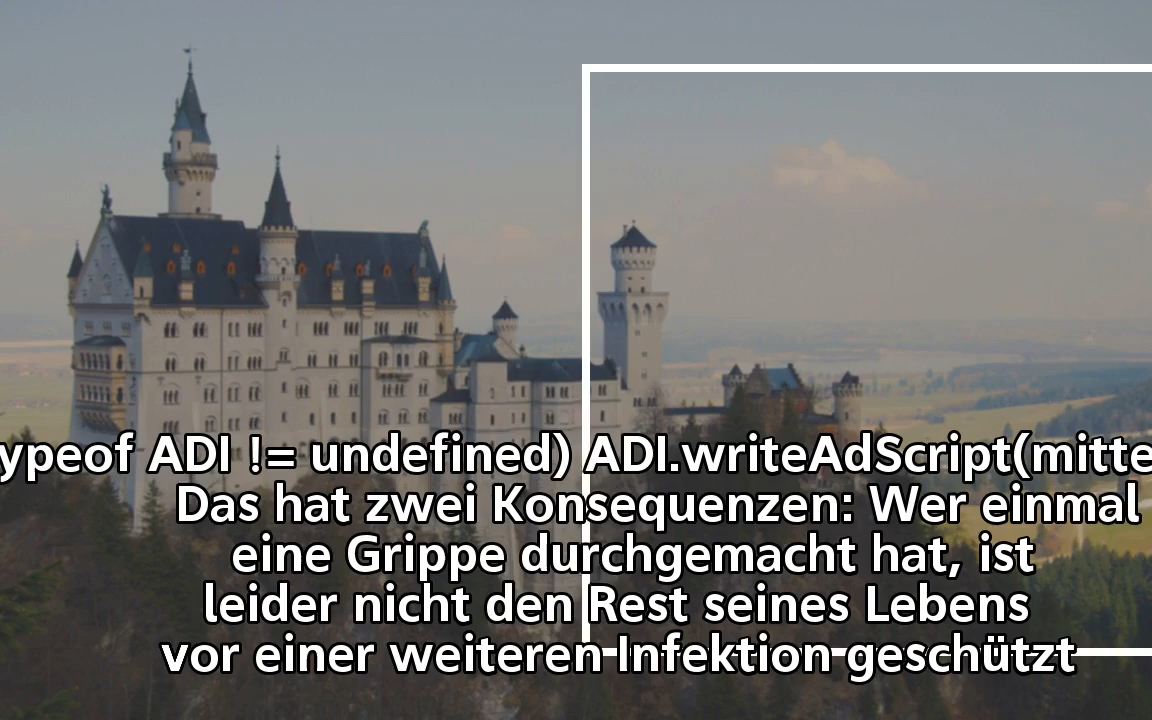 ypeof ADI != undefined) ADI.writeAdScript(mitte
Das hat zwei Konsequenzen: Wer einmal
eine Grippe durchgemacht hat, ist
leider nicht den Rest seines Lebens
vor einer weiteren Infektion geschützt